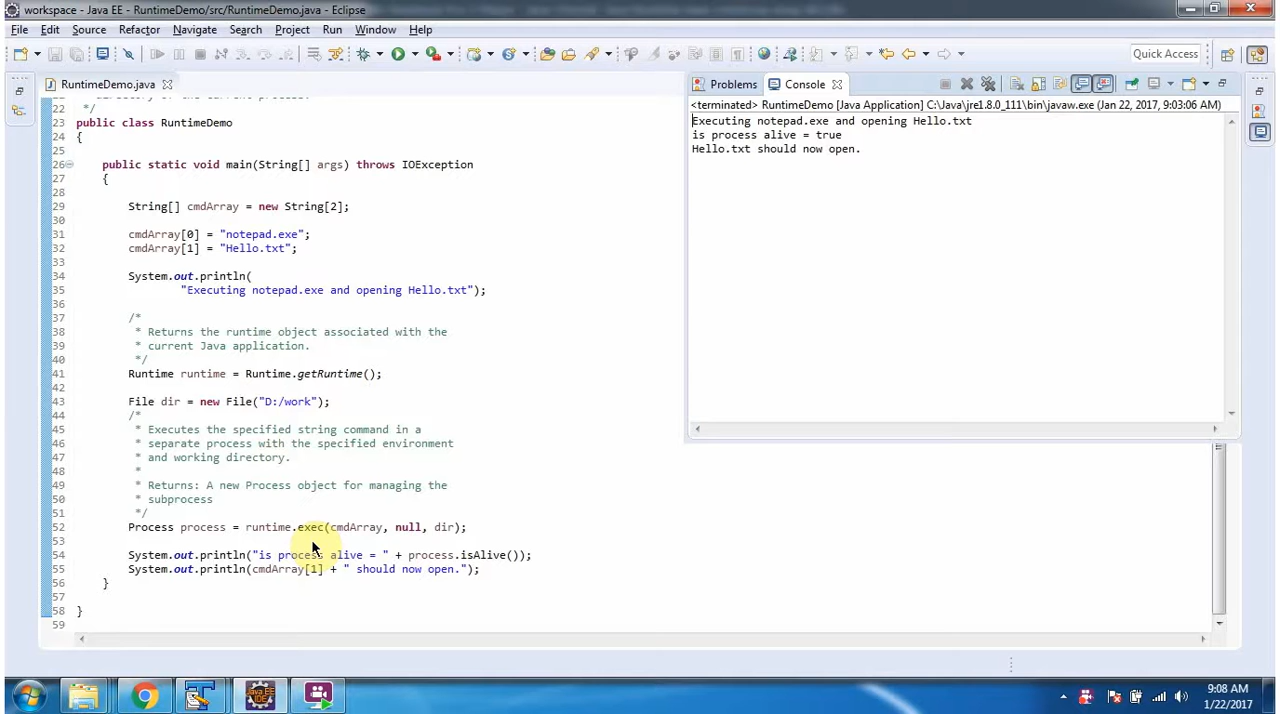 workspace - Java EE - RuntimeDemo/src/RuntimeDemo.java - Eclipse
File Edit Source Refactor Navigate Search Project Run Window Help
Quick Access
RuntimeDemo.java
Problems Console
<terminated> RuntimeDemo [Java Application] C:\Java\jre1.8.0_111\bin\javaw.exe (Jan 22, 2017, 9:03:06 AM)
Executing notepad.exe and opening Hello.txt
is process alive = true
Hello.txt should now open.
22 */
23 public class RuntimeDemo
24 {
25
26 public static void main(String[] args) throws IOException
27 {
28
29 String[] cmdArray = new String[2];
30
31 cmdArray[0] = "notepad.exe";
32 cmdArray[1] = "Hello.txt";
33
34 System.out.println(
35 "Executing notepad.exe and opening Hello.txt");
36
37 /*
38 * Returns the runtime object associated with the
39 * current Java application.
40 */
41 Runtime runtime = Runtime.getRuntime();
42
43 File dir = new File("D:/work");
44 /*
45 * Executes the specified string command in a
46 * separate process with the specified environment
47 * and working directory.
48 *
49 * Returns: A new Process object for managing the
50 * subprocess
51 */
52 Process process = runtime.exec(cmdArray, null, dir);
53
54 System.out.println("is process alive = " + process.isAlive());
55 System.out.println(cmdArray[1] + " should now open.");
56 }
57
58 }
59
Java EE
IDE
9:08 AM
1/22/2017